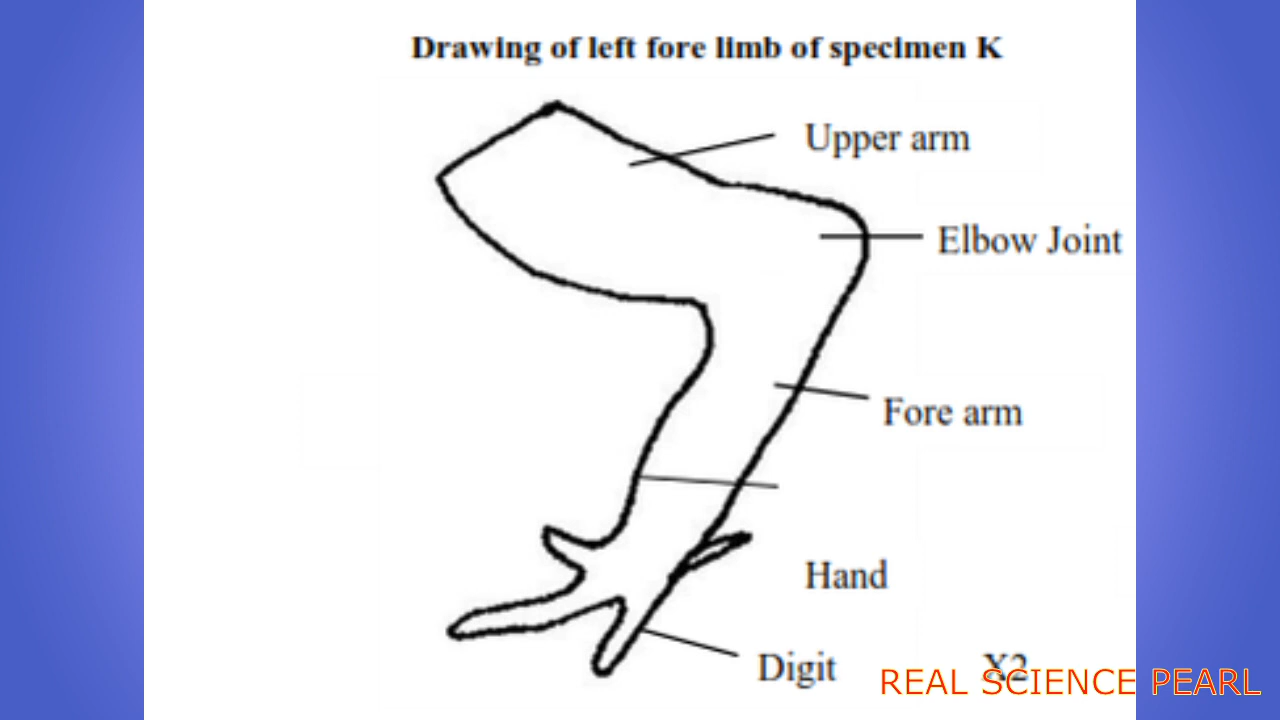 Drawing of left fore limb of specimen K
Upper arm
Elbow Joint
Fore arm
Hand
Digit
X2
REAL SCIENCE PEARL